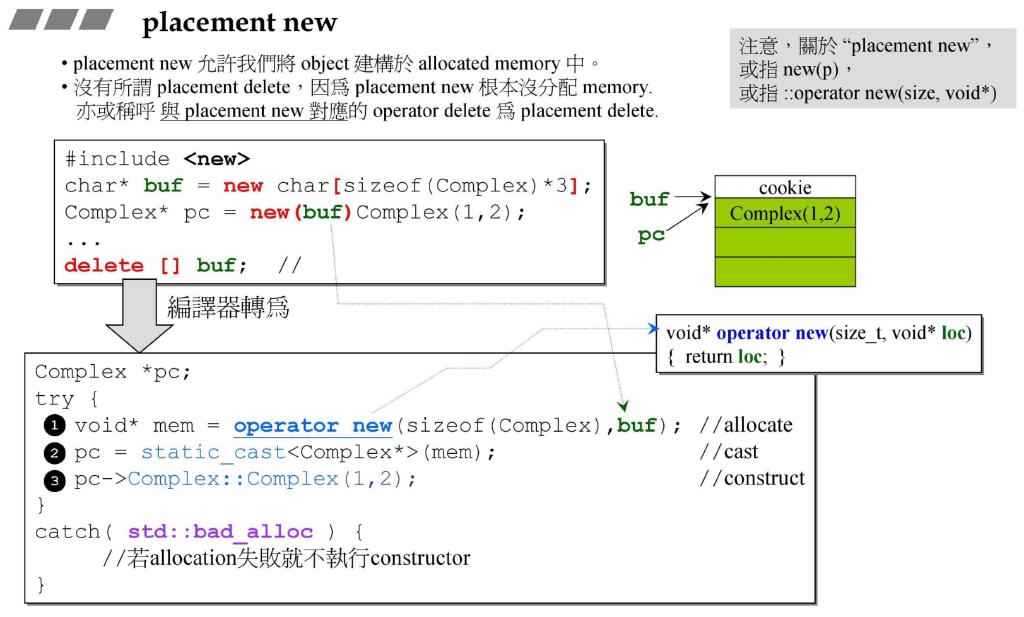 placement new
• placement new 允許我們將 object 建構於 allocated memory 中。
• 沒有所謂 placement delete，因爲 placement new 根本沒分配 memory.
亦或稱呼 與 placement new 對應的 operator delete 爲 placement delete.
注意，關於 “placement new”，
或指 new(p)，
或指 ::operator new(size, void*)
#include <new>
char* buf = new char[sizeof(Complex)*3];
Complex* pc = new(buf)Complex(1,2);
...
delete [] buf; //
buf
pc
cookie
Complex(1,2)
編譯器轉爲
void* operator new(size_t, void* loc)
{ return loc; }
Complex *pc;
try {
1 void* mem = operator new(sizeof(Complex),buf); //allocate
2 pc = static_cast<Complex*>(mem); //cast
3 pc->Complex::Complex(1,2); //construct
}
catch( std::bad_alloc ) {
//若allocation失敗就不執行constructor
}